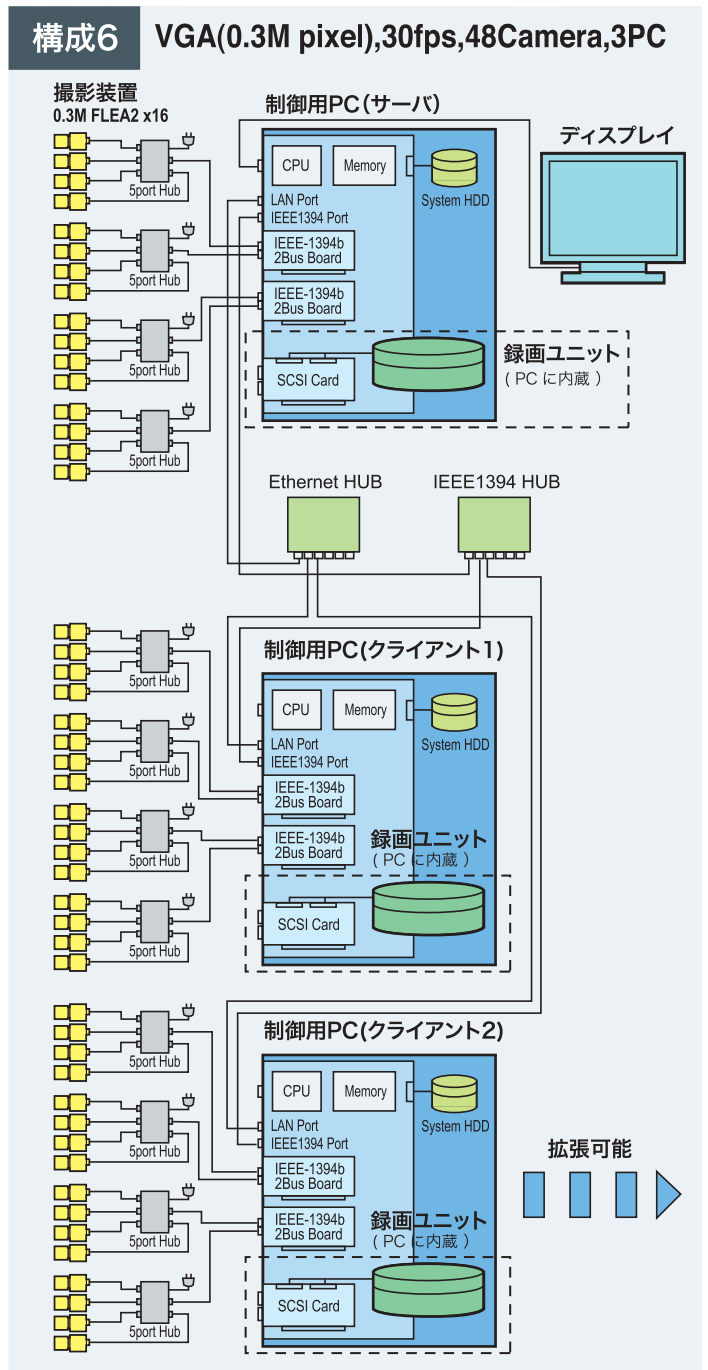 構成6
VGA(0.3M pixel),30fps,48Camera,3PC
撮影装置
0.3M FLEA2 x16
制御用PC(サーバ)
ディスプレイ
5port Hub
5port Hub
5port Hub
5port Hub
CPU
Memory
System HDD
LAN Port
IEEE1394 Port
IEEE-1394b
2Bus Board
IEEE-1394b
2Bus Board
SCSI Card
録画ユニット
( PC に内蔵 )
Ethernet HUB
IEEE1394 HUB
制御用PC(クライアント1)
5port Hub
5port Hub
5port Hub
5port Hub
CPU
Memory
System HDD
LAN Port
IEEE1394 Port
IEEE-1394b
2Bus Board
IEEE-1394b
2Bus Board
録画ユニット
( PC に内蔵 )
SCSI Card
制御用PC(クライアント2)
5port Hub
5port Hub
5port Hub
5port Hub
CPU
Memory
System HDD
LAN Port
IEEE1394 Port
IEEE-1394b
2Bus Board
IEEE-1394b
2Bus Board
録画ユニット
( PC に内蔵 )
SCSI Card
拡張可能